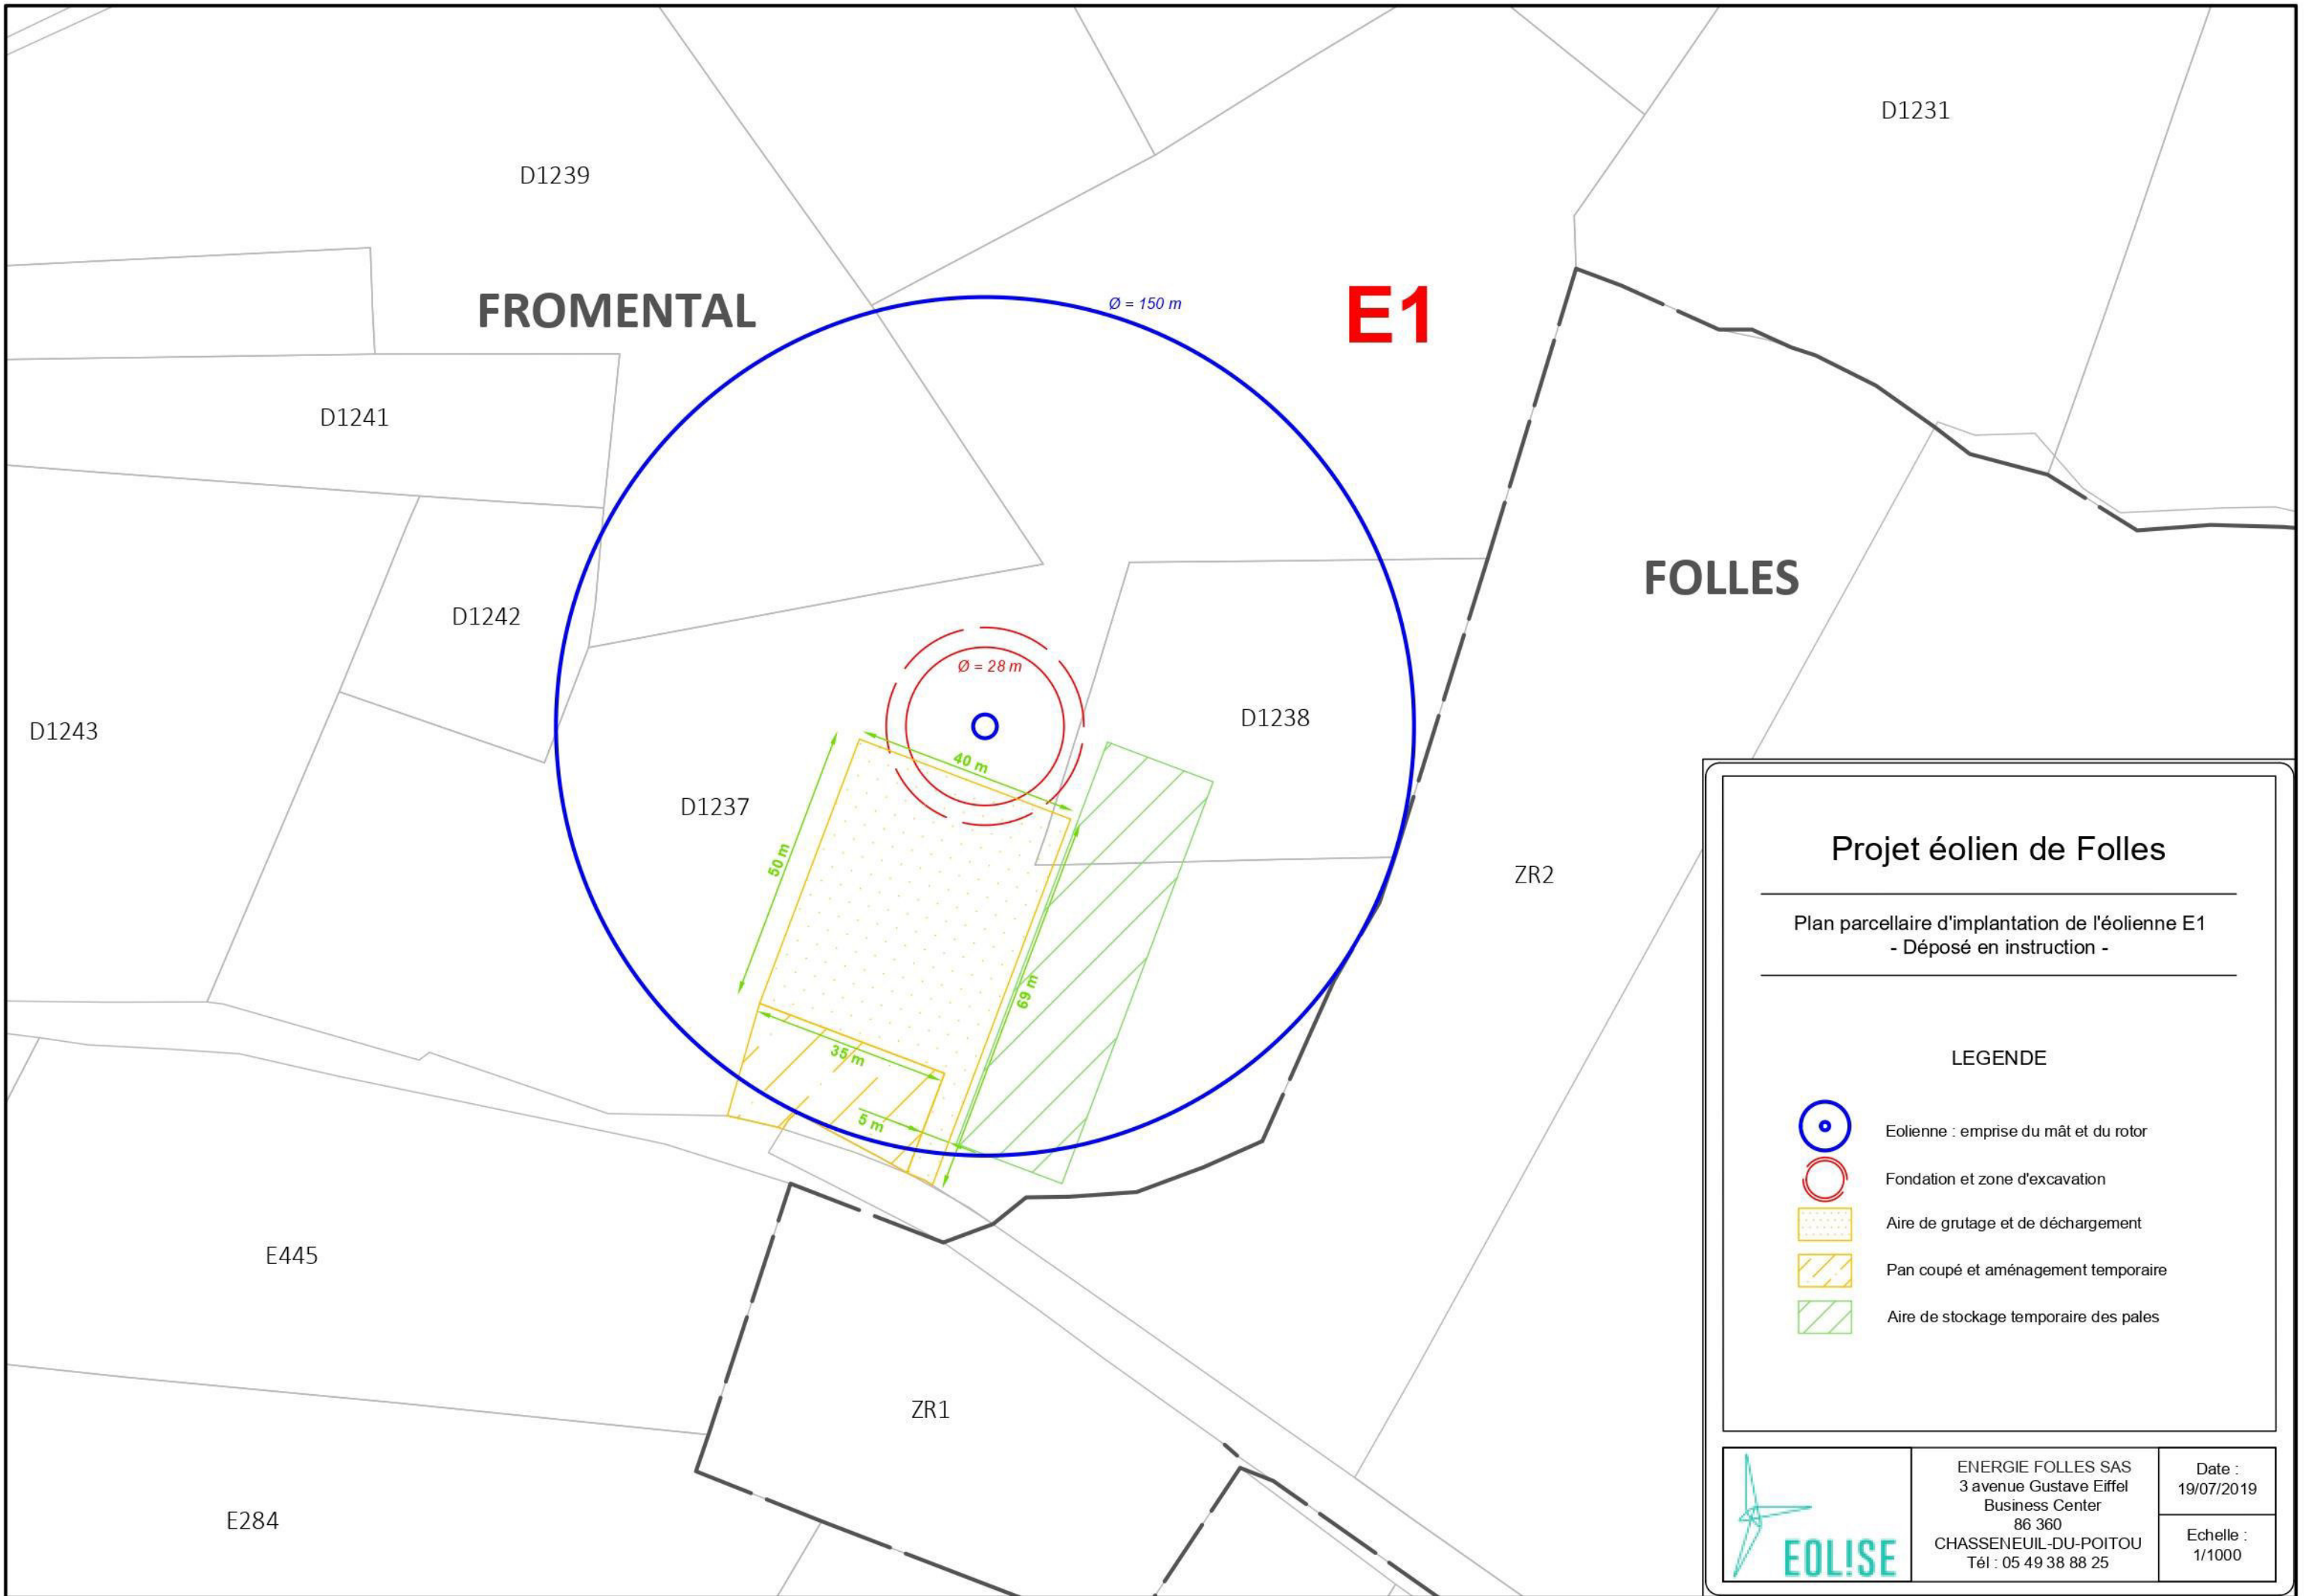 D1231
D1239
FROMENTAL
Ø = 150 m
E1
D1241
FOLLES
D1242
Ø = 28 m
D1238
D1243
40 m
D1237
50 m
ZR2
69 m
35 m
5 m
E445
ZR1
E284
Projet éolien de Folles
Plan parcellaire d'implantation de l'éolienne E1
- Déposé en instruction -
LEGENDE
Eolienne : emprise du mât et du rotor
Fondation et zone d'excavation
Aire de grutage et de déchargement
Pan coupé et aménagement temporaire
Aire de stockage temporaire des pales
EOL!SE
ENERGIE FOLLES SAS
3 avenue Gustave Eiffel
Business Center
86 360
CHASSENEUIL-DU-POITOU
Tél : 05 49 38 88 25
Date :
19/07/2019
Echelle :
1/1000